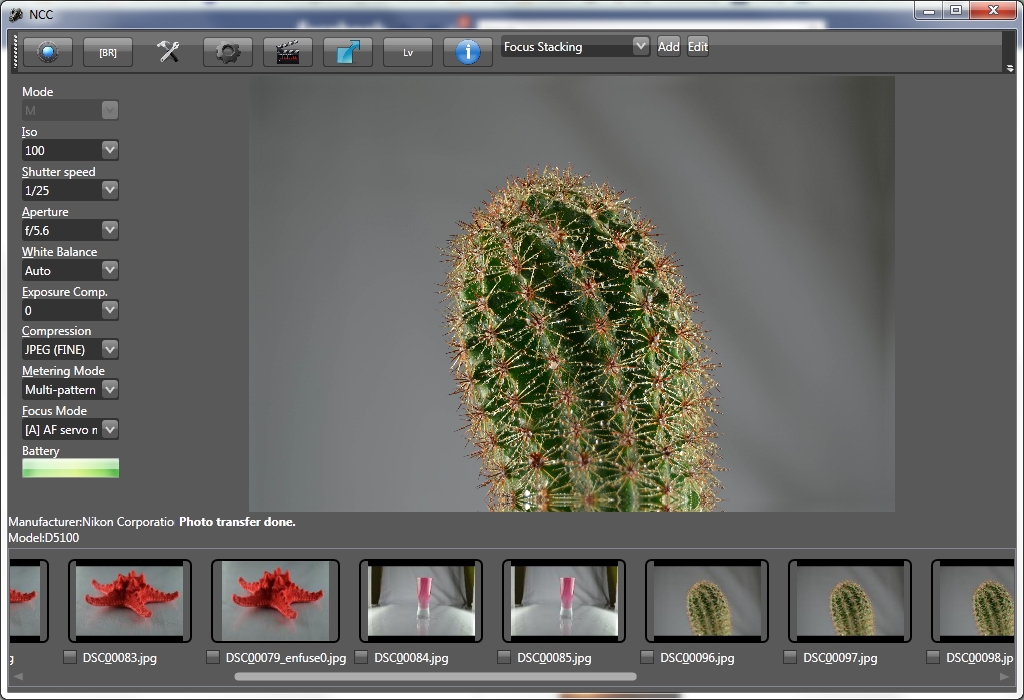 NCC
[BR]
Lv
Focus Stacking
Add
Edit
Mode
M
Iso
100
Shutter speed
1/25
Aperture
f/5.6
White Balance
Auto
Exposure Comp.
0
Compression
JPEG (FINE)
Metering Mode
Multi-pattern
Focus Mode
[A] AF servo
Battery
Manufacturer:Nikon Corporatio Photo transfer done.
Model:D5100
DSC00083.jpg
DSC0079_enfuse0.jpg
DSC00084.jpg
DSC00085.jpg
DSC00096.jpg
DSC00097.jpg
DSC00098.jp